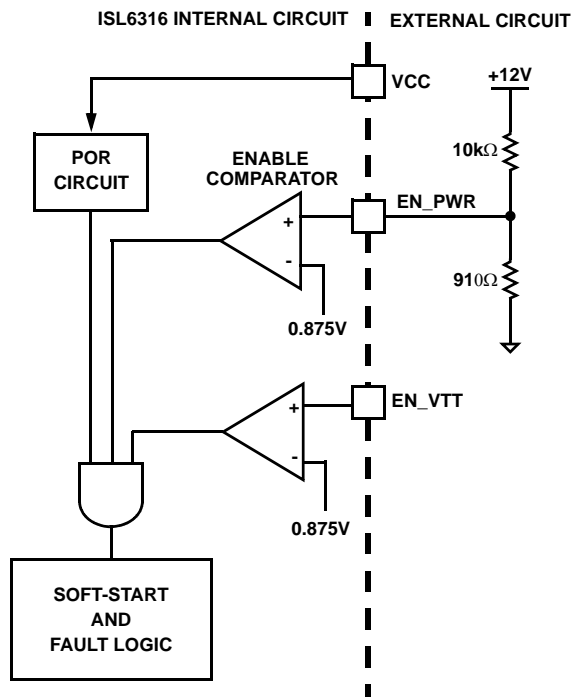 ISL6316 INTERNAL CIRCUIT
EXTERNAL CIRCUIT
VCC
+12V
POR
CIRCUIT
ENABLE
COMPARATOR
10kΩ
EN_PWR
+
-
910Ω
0.875V
EN_VTT
+
-
0.875V
SOFT-START
AND
FAULT LOGIC